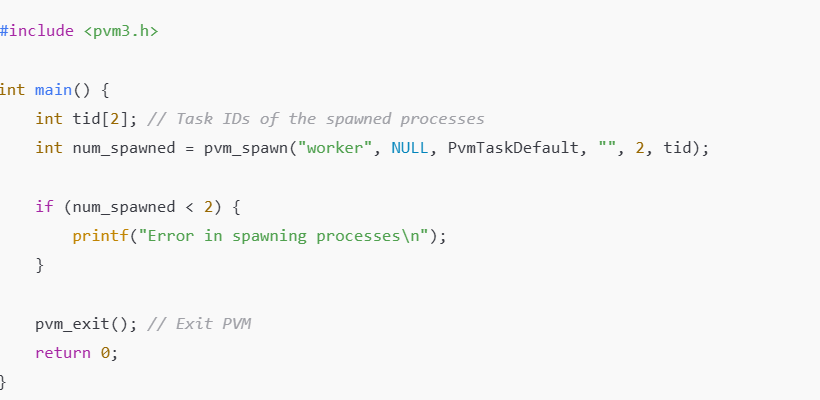 #include <pvm3.h>
int main() {
int tid[2]; // Task IDs of the spawned processes
int num_spawned = pvm_spawn("worker", NULL, PvmTaskDefault, "", 2, tid);
if (num_spawned < 2) {
printf("Error in spawning processes\n");
}
pvm_exit(); // Exit PVM
return 0;
}